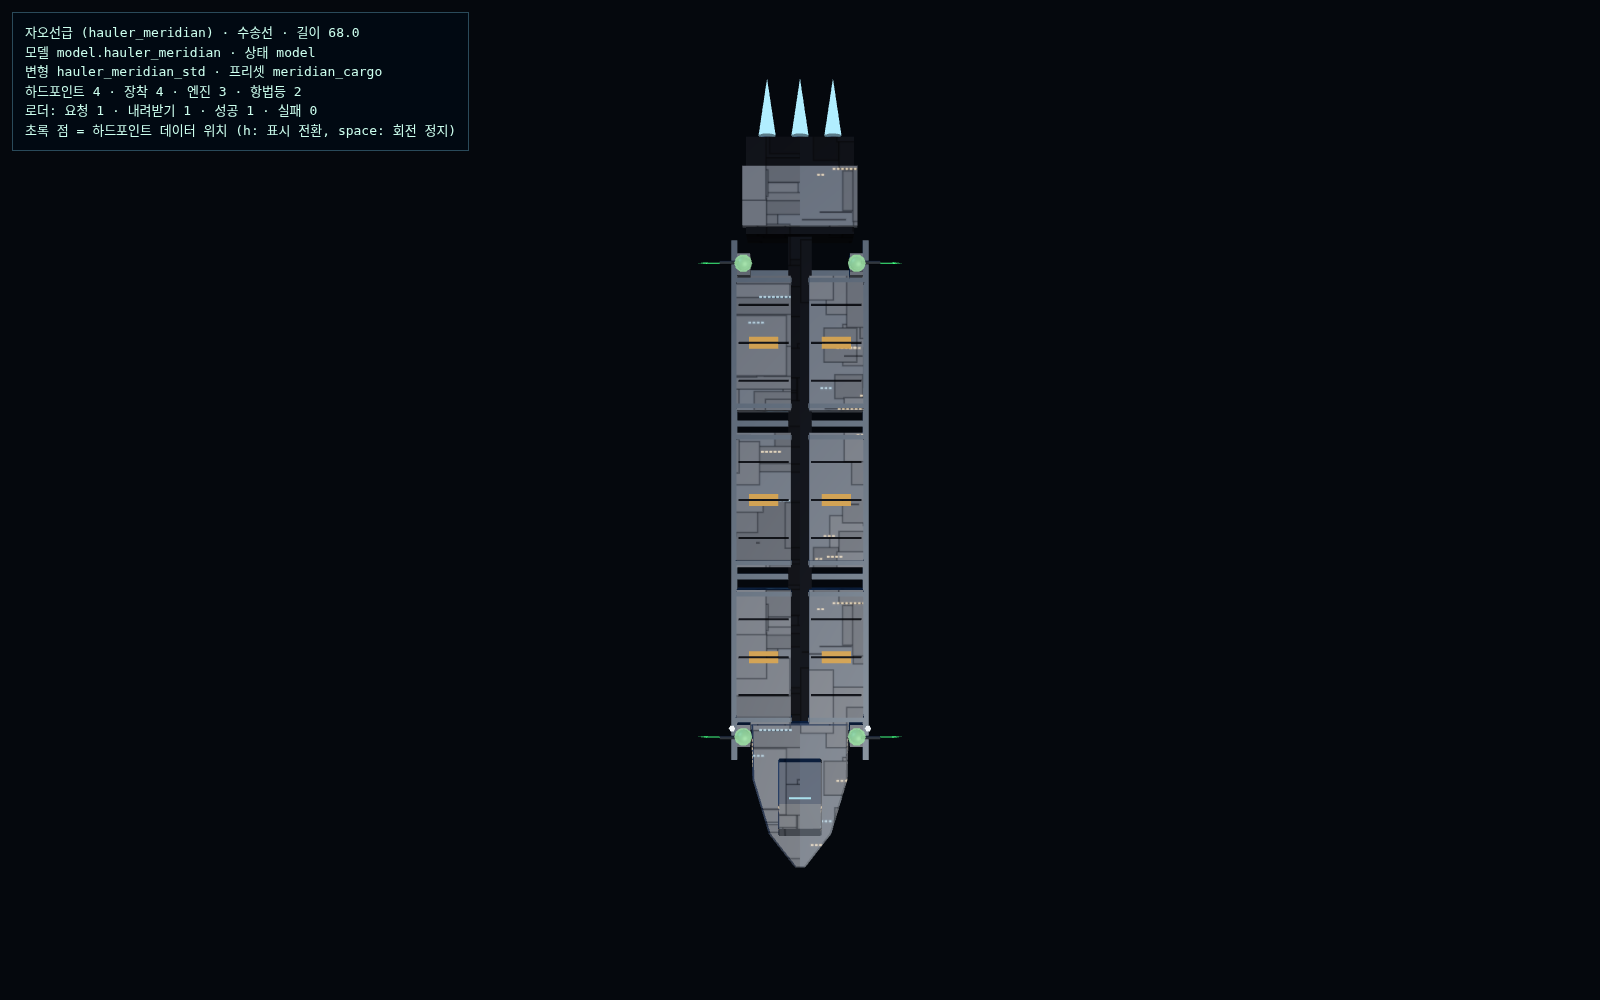 자오선급 (hauler_meridian) · 수송선 · 길이 68.0
모델 model.hauler_meridian · 상태 model
변형 hauler_meridian_std · 프리셋 meridian_cargo
하드포인트 4 · 장착 4 · 엔진 3 · 항법등 2
로더: 요청 1 · 내려받기 1 · 성공 1 · 실패 0
초록 점 = 하드포인트 데이터 위치 (h: 표시 전환, space: 회전 정지)